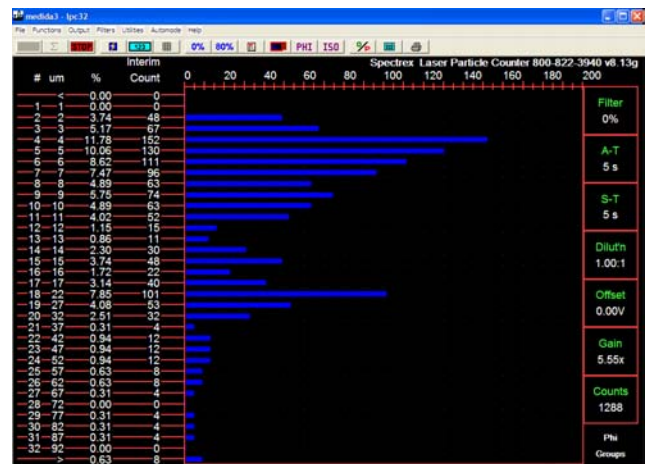 medida3 - lpc32
File Functions Output Filters Utilities Automode Help
Σ STOP 123 0% 80% PHI ISO %
Interim Spectrex Laser Particle Counter 800-822-3940 v8.13g
# um % Count 0 20 40 60 80 100 120 140 160 180 200
< 0.00 0
1 1 0.00 0
2 2 3.74 48
3 3 5.17 67
4 4 11.78 152
5 5 10.06 130
6 6 8.62 111
7 7 7.47 96
8 8 4.89 63
9 9 5.75 74
10 10 4.89 63
11 11 4.02 52
12 12 1.15 15
13 13 0.86 11
14 14 2.30 30
15 15 3.74 48
16 16 1.72 22
17 17 3.14 40
18 22 7.85 101
19 27 4.08 53
20 32 2.51 32
21 37 0.31 4
22 42 0.94 12
23 47 0.94 12
24 52 0.94 12
25 57 0.63 8
26 62 0.63 8
27 67 0.31 4
28 72 0.00 0
29 77 0.31 4
30 82 0.31 4
31 87 0.31 4
32 92 0.00 0
> 0.63 8
Filter
0%
A-T
5 s
S-T
5 s
Dilut'n
1.00:1
Offset
0.00V
Gain
5.55x
Counts
1288
Phi
Groups